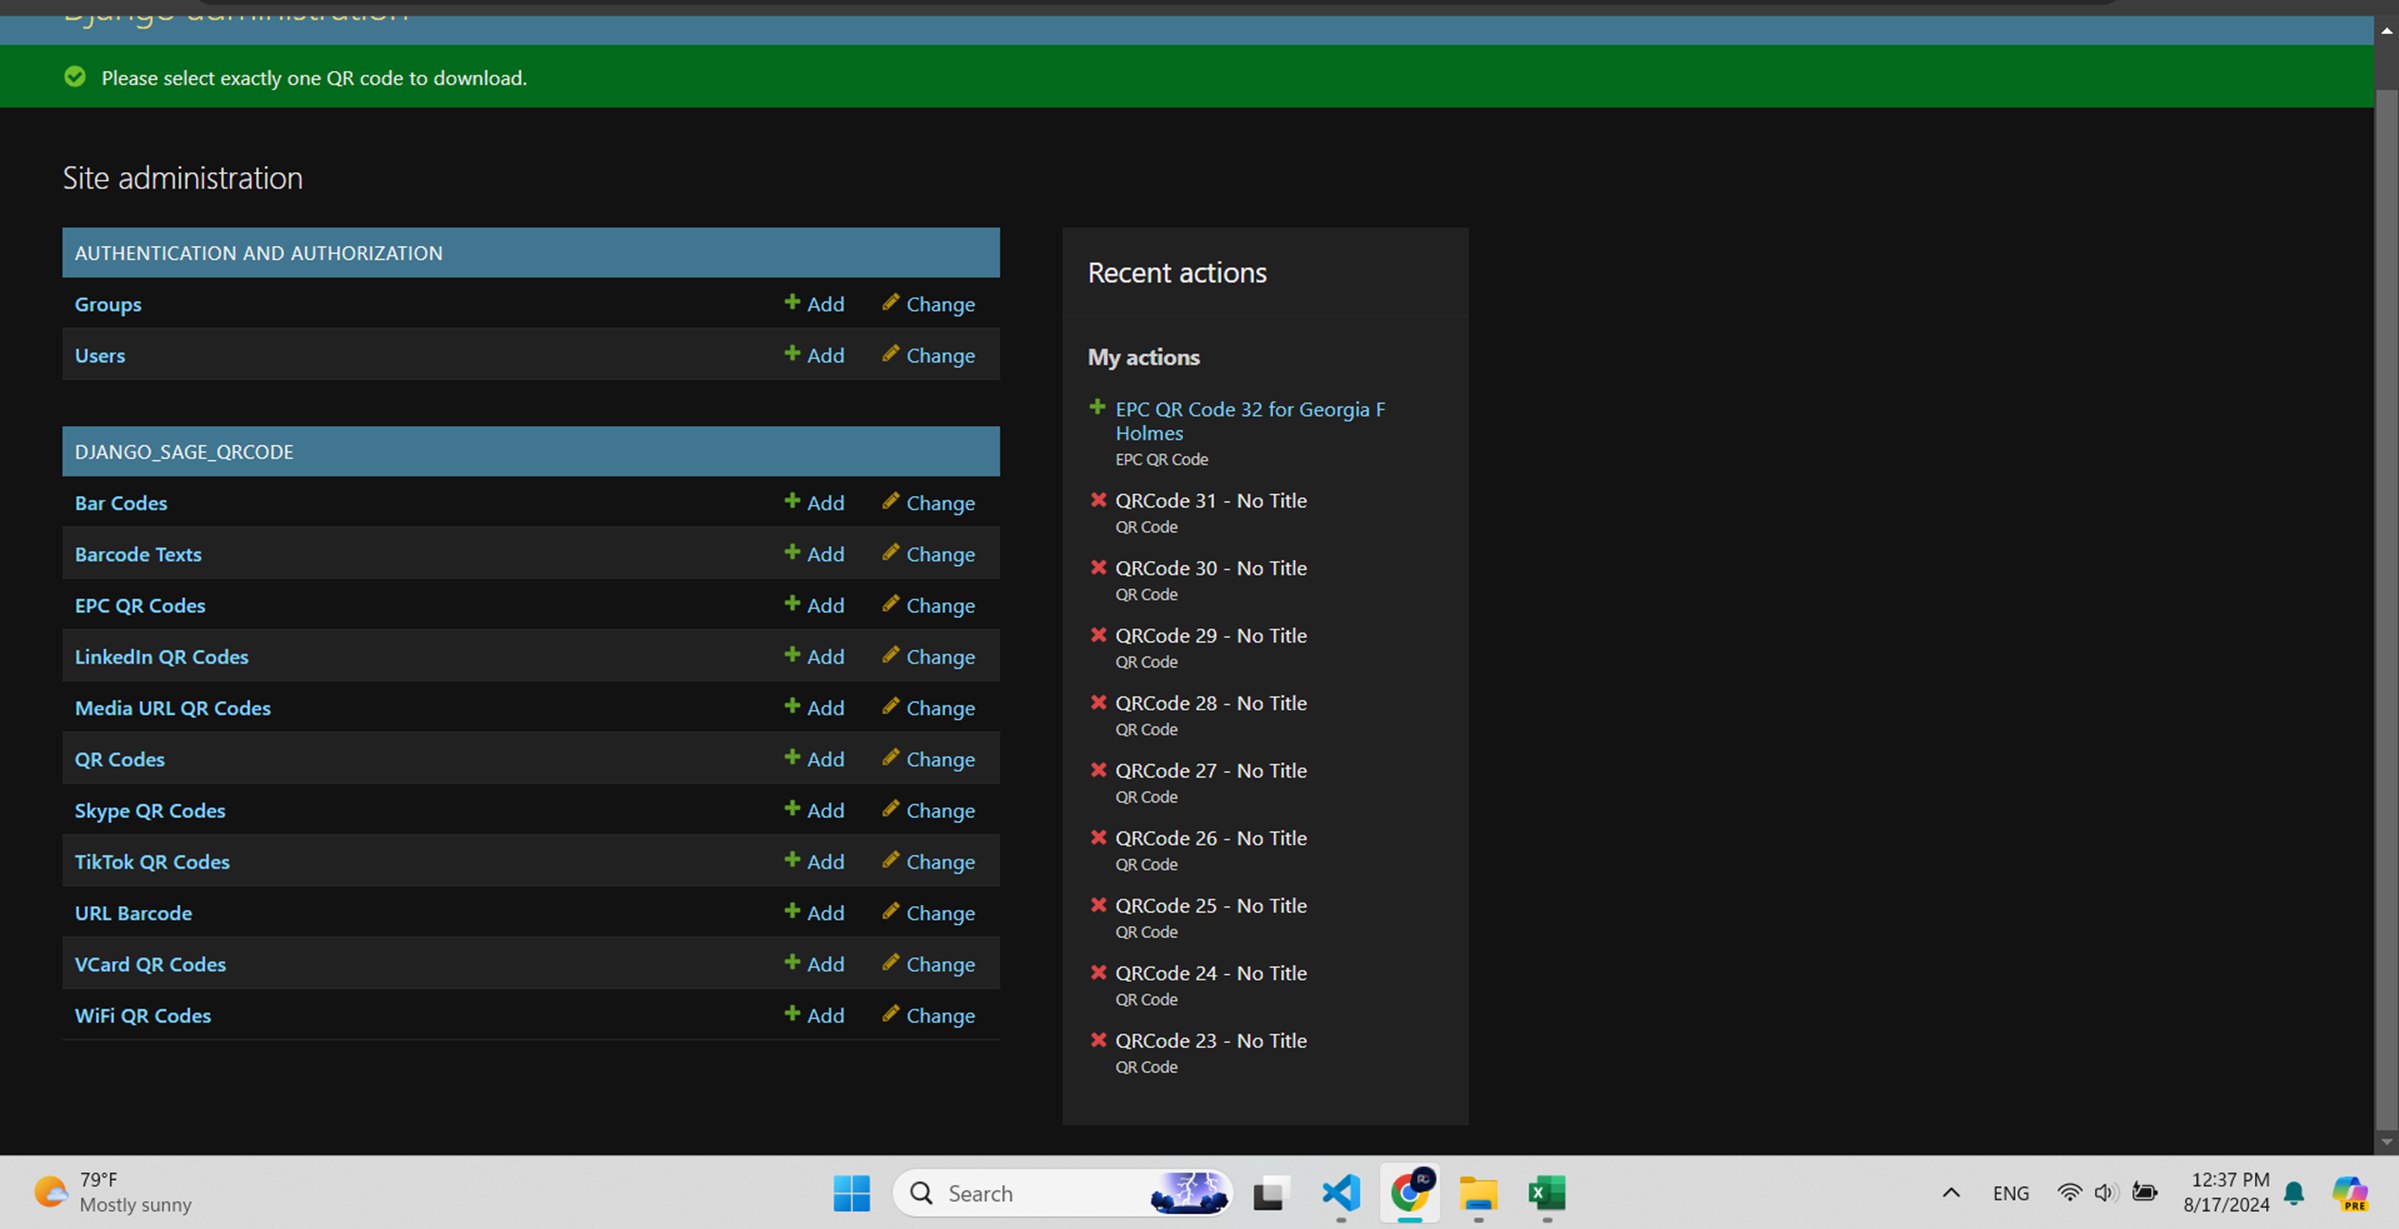 Django administration
Please select exactly one QR code to download.
Site administration
AUTHENTICATION AND AUTHORIZATION
Groups Add Change
Users Add Change
DJANGO_SAGE_QRCODE
Bar Codes Add Change
Barcode Texts Add Change
EPC QR Codes Add Change
LinkedIn QR Codes Add Change
Media URL QR Codes Add Change
QR Codes Add Change
Skype QR Codes Add Change
TikTok QR Codes Add Change
URL Barcode Add Change
VCard QR Codes Add Change
WiFi QR Codes Add Change
Recent actions
My actions
EPC QR Code 32 for Georgia F
Holmes
EPC QR Code
QRCode 31 - No Title
QR Code
QRCode 30 - No Title
QR Code
QRCode 29 - No Title
QR Code
QRCode 28 - No Title
QR Code
QRCode 27 - No Title
QR Code
QRCode 26 - No Title
QR Code
QRCode 25 - No Title
QR Code
QRCode 24 - No Title
QR Code
QRCode 23 - No Title
QR Code
79°F
Mostly sunny
Search
ENG
12:37 PM
8/17/2024
PRE